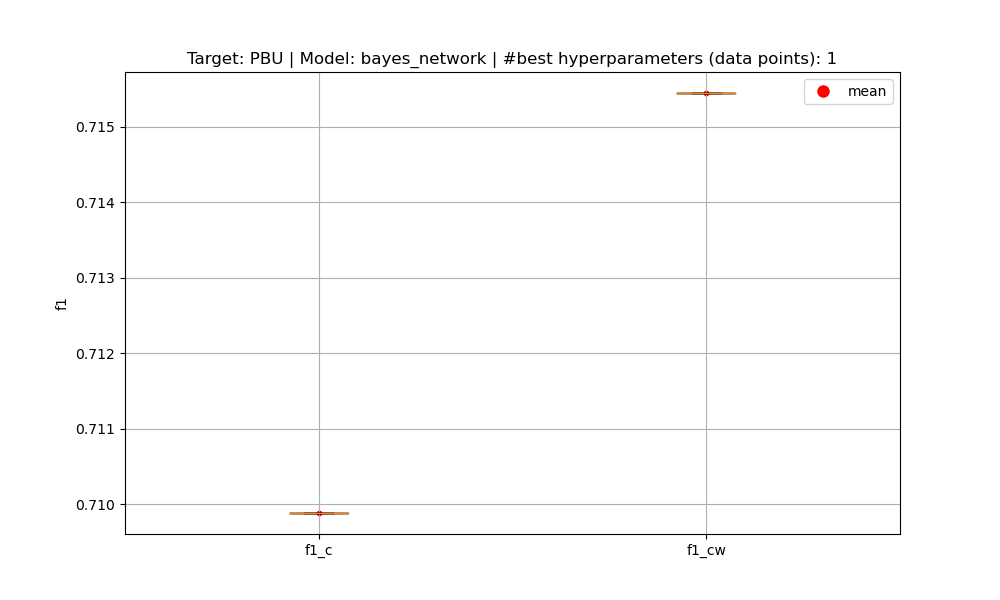 Target: PBU | Model: bayes_network | #best hyperparameters (data points): 1
mean
0.715
0.714
0.713
0.712
0.711
0.710
f1
f1_c
f1_cw